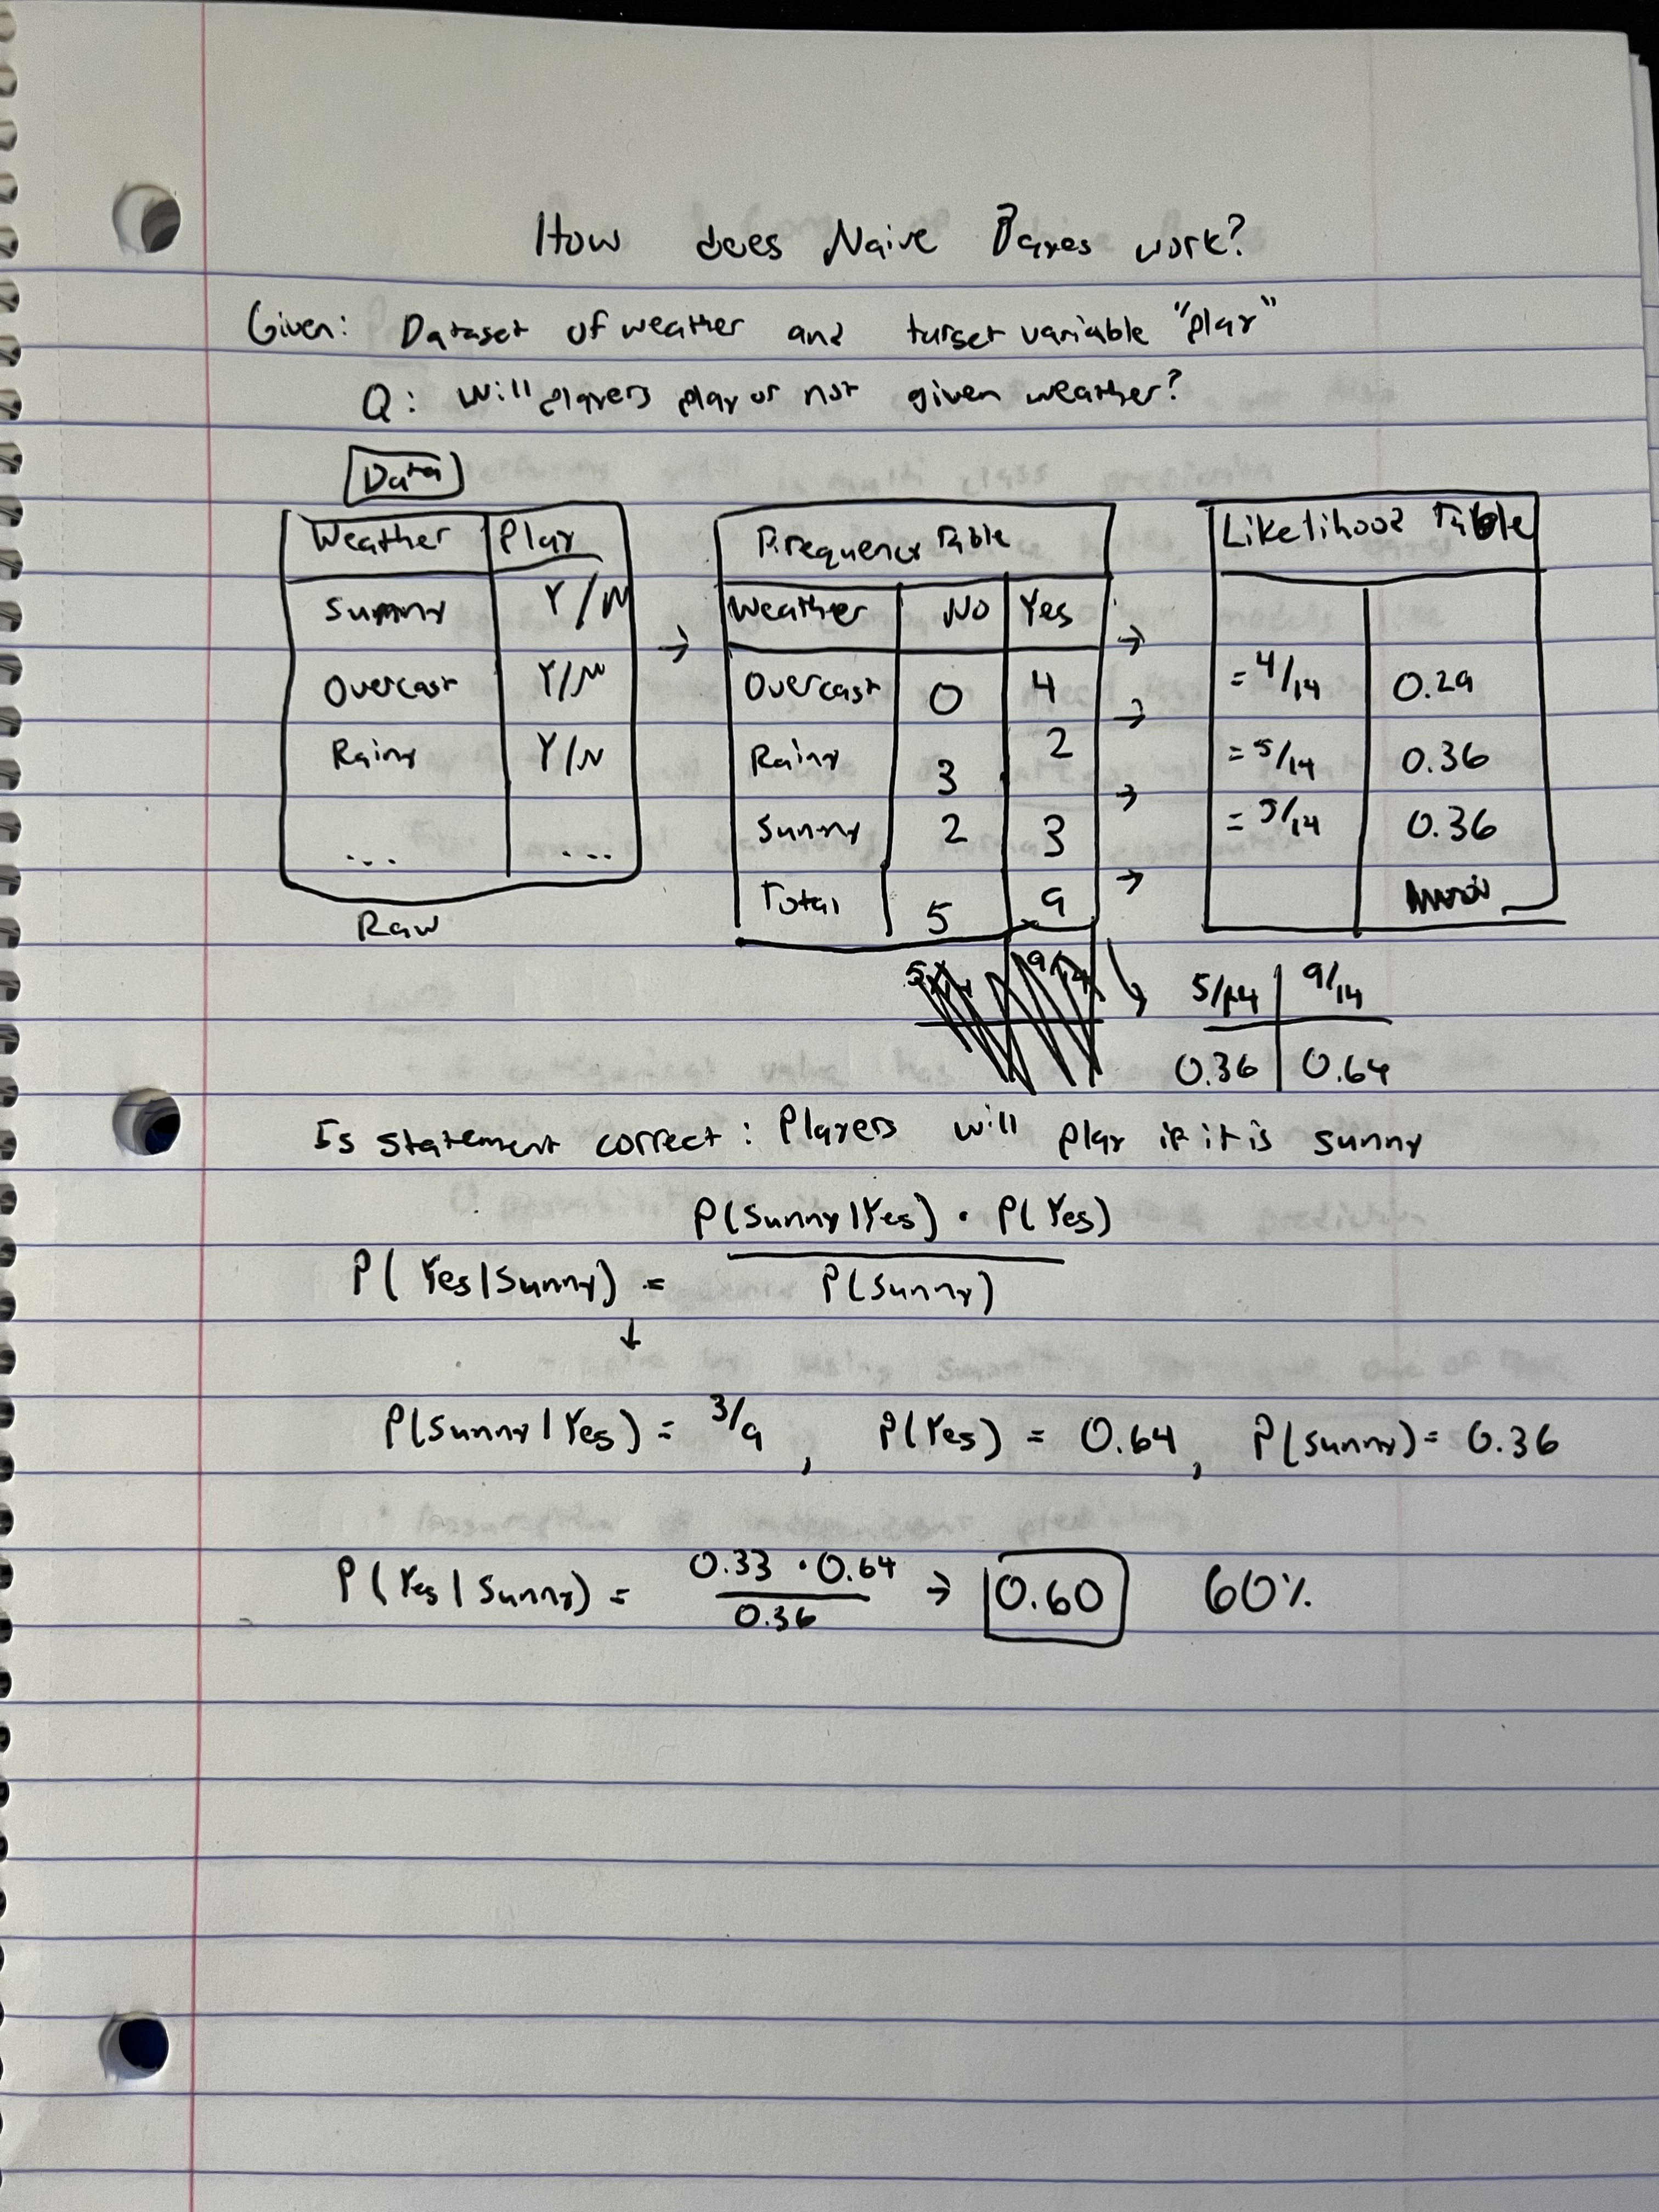 How does Naive Bayes work?
Given: Dataset of weather and target variable "play"
Q: Will players play or not given weather?
Data
Weather Play
Sunny Y/N
Overcast Y/N
Rainy Y/N
... ...
Raw
Frequency Table
Weather No Yes
Overcast 0 4
Rainy 3 2
Sunny 2 3
Total 5 9
Likelihood Table
= 4/14 0.29
= 5/14 0.36
= 5/14 0.36
5/14 9/14
0.36 0.64
Is statement correct: Players will play if it is sunny
P(Yes|Sunny) = P(Sunny|Yes) · P(Yes) / P(Sunny)
P(Sunny|Yes) = 3/9, P(Yes) = 0.64, P(Sunny) = 0.36
P(Yes|Sunny) = 0.33 · 0.64 / 0.36 → 0.60 60%